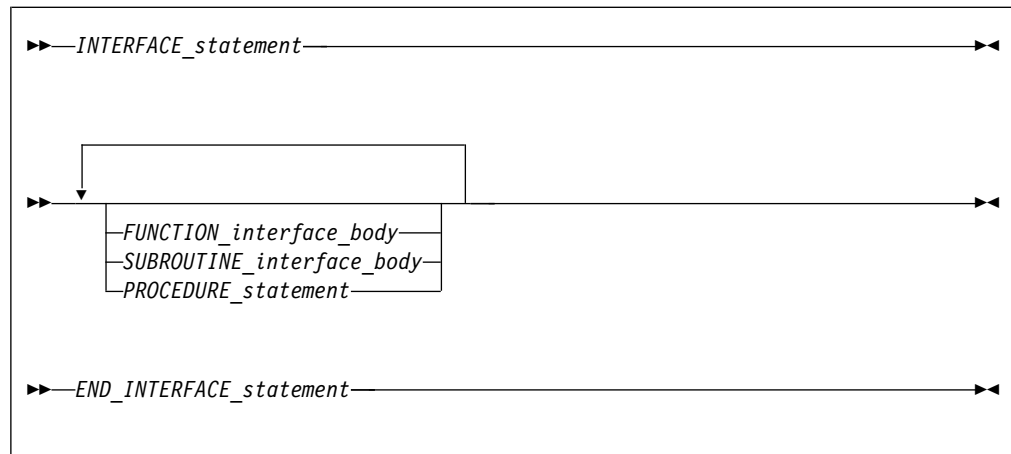 INTERFACE_statement
FUNCTION_interface_body
SUBROUTINE_interface_body
PROCEDURE_statement
END_INTERFACE_statement